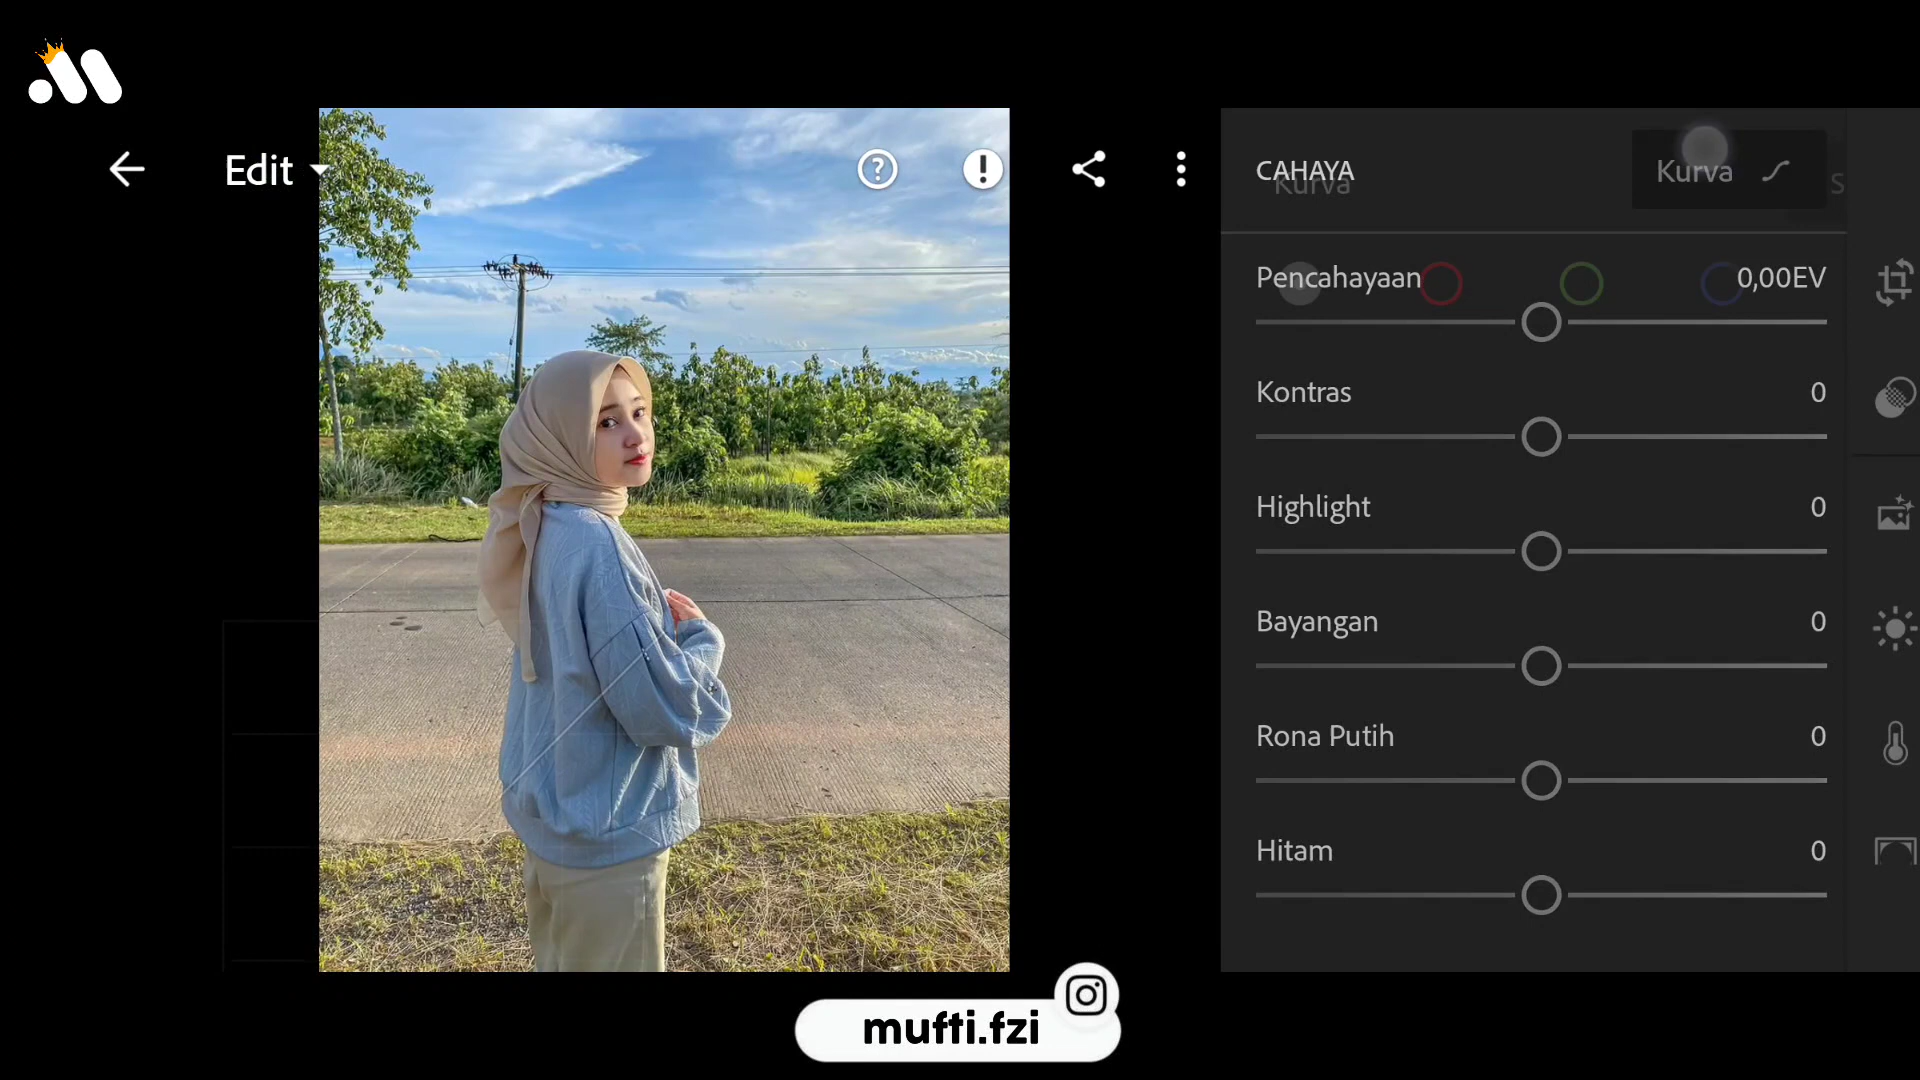 Edit
CAHAYA
Kurva
Kurva
S
Pencahayaan 0,00EV
Kontras 0
Highlight 0
Bayangan 0
Rona Putih 0
Hitam 0
mufti.fzi